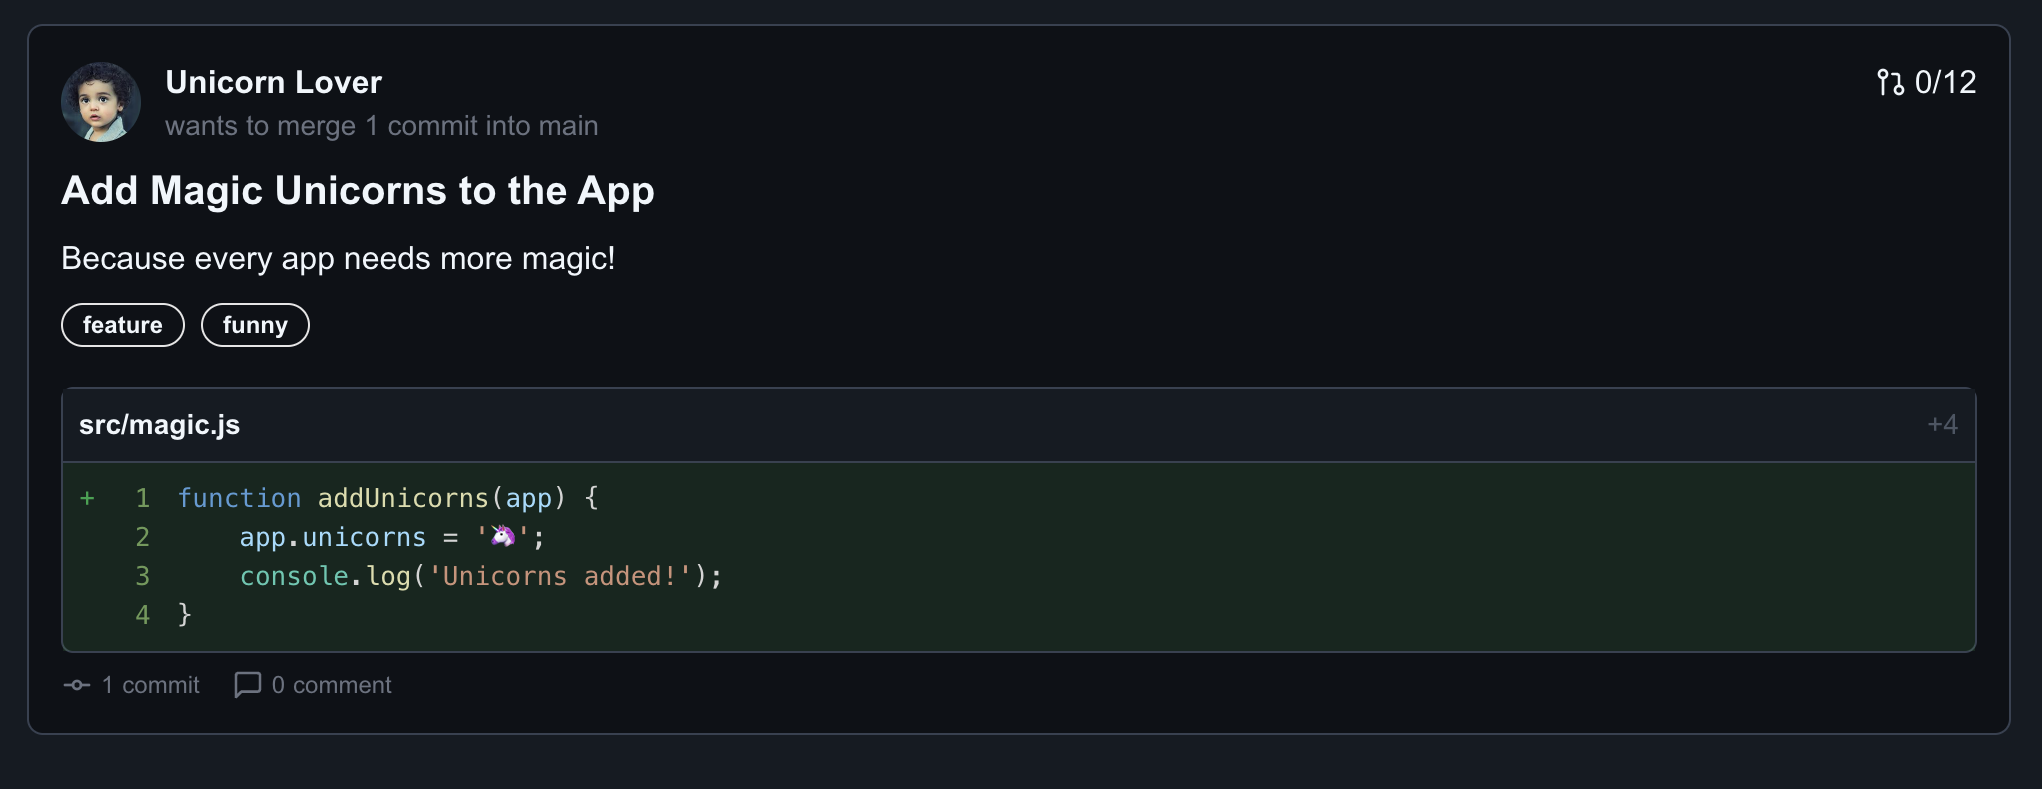 Unicorn Lover
0/12
wants to merge 1 commit into main
Add Magic Unicorns to the App
Because every app needs more magic!
feature funny
src/magic.js +4
+ 1 function addUnicorns(app) {
2     app.unicorns = '🦄';
3     console.log('Unicorns added!');
4 }
1 commit 0 comment